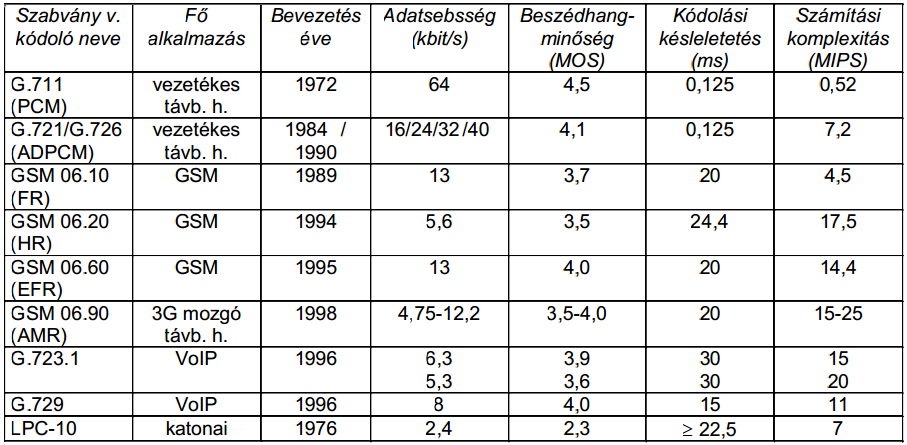 Szabvány v. kódoló neve | Fő alkalmazás | Bevezetés éve | Adatsebsség (kbit/s) | Beszédhang-minőség (MOS) | Kódolási késleletetés (ms) | Számítási komplexitás (MIPS)
G.711 (PCM) | vezetékes távb. h. | 1972 | 64 | 4,5 | 0,125 | 0,52
G.721/G.726 (ADPCM) | vezetékes távb. h. | 1984 / 1990 | 16/24/32/40 | 4,1 | 0,125 | 7,2
GSM 06.10 (FR) | GSM | 1989 | 13 | 3,7 | 20 | 4,5
GSM 06.20 (HR) | GSM | 1994 | 5,6 | 3,5 | 24,4 | 17,5
GSM 06.60 (EFR) | GSM | 1995 | 13 | 4,0 | 20 | 14,4
GSM 06.90 (AMR) | 3G mozgó távb. h. | 1998 | 4,75-12,2 | 3,5-4,0 | 20 | 15-25
G.723.1 | VoIP | 1996 | 6,3 | 3,9 | 30 | 15
5,3 | 3,6 | 30 | 20
G.729 | VoIP | 1996 | 8 | 4,0 | 15 | 11
LPC-10 | katonai | 1976 | 2,4 | 2,3 | ≥ 22,5 | 7